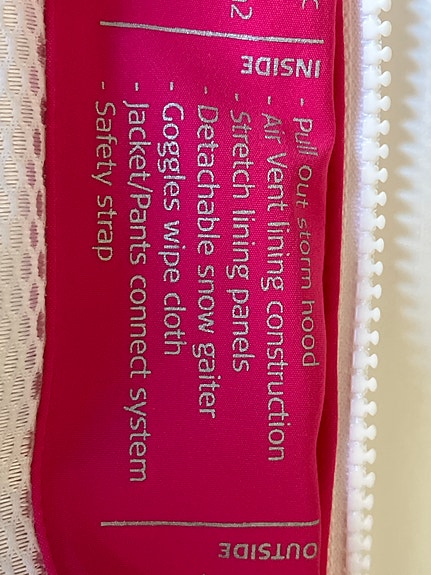 INSIDE
- Pull out storm hood
- Air Vent lining construction
- Stretch lining panels
- Detachable snow gaiter
- Goggles wipe cloth
- Jacket/Pants connect system
- Safety strap
OUTSIDE